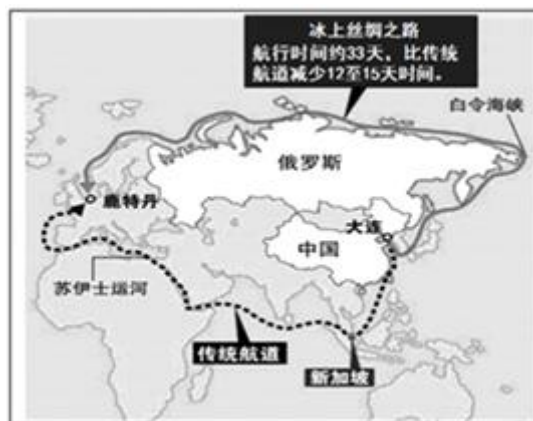 冰上丝绸之路
航行时间约33天，比传统
航道减少12至15天时间。
白令海峡
俄罗斯
鹿特丹
大连
中国
苏伊士运河
传统航道
新加坡